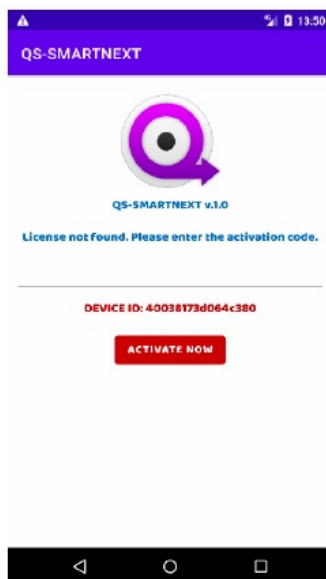 13:50
QS-SMARTNEXT
QS-SMARTNEXT v.1.0
License not found. Please enter the activation code.
DEVICE ID: 40038173d064c380
ACTIVATE NOW